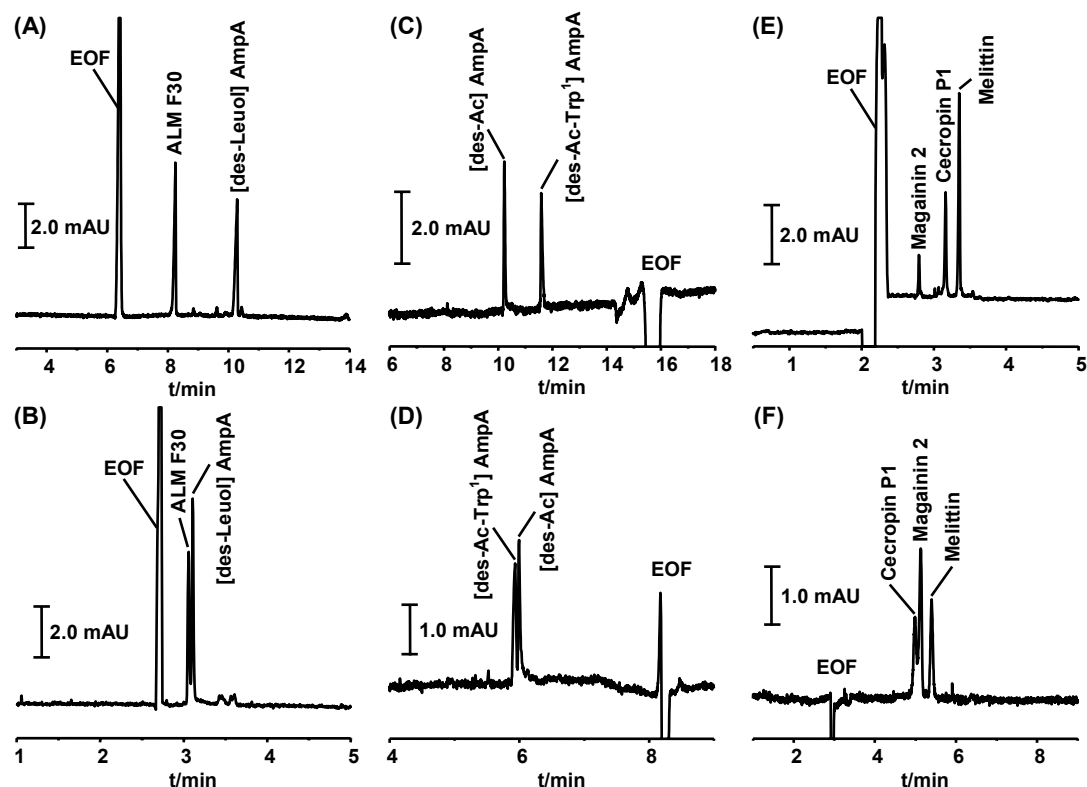 (A)
EOF
ALM F30
[des-Leuol] AmpA
2.0 mAU
4 6 8 10 12 14
t/min
(B)
EOF
ALM F30
[des-Leuol] AmpA
2.0 mAU
1 2 3 4 5
t/min
(C)
[des-Ac] AmpA
[des-Ac-Trp¹] AmpA
2.0 mAU
EOF
6 8 10 12 14 16 18
t/min
(D)
[des-Ac-Trp¹] AmpA
[des-Ac] AmpA
EOF
1.0 mAU
4 6 8
t/min
(E)
EOF
Magainin 2
Cecropin P1
Melittin
2.0 mAU
1 2 3 4 5
t/min
(F)
Cecropin P1
Magainin 2
Melittin
1.0 mAU
EOF
2 4 6 8
t/min